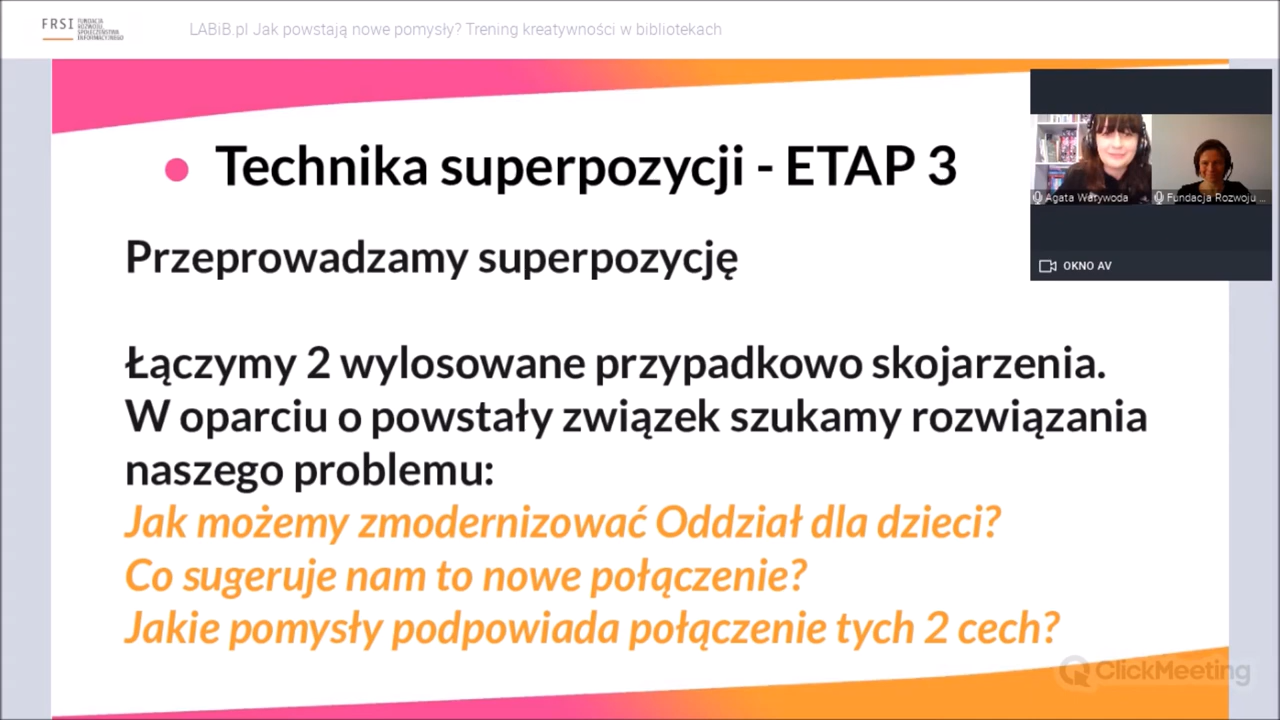 FRSI FUNDACJA
ROZWOJU
SPOŁECZEŃSTWA
INFORMACYJNEGO
LABiB.pl Jak powstają nowe pomysły? Trening kreatywności w bibliotekach
Technika superpozycji - ETAP 3
Agata Warywoda
Fundacja Rozwoju ...
OKNO AV
Przeprowadzamy superpozycję
Łączymy 2 wylosowane przypadkowo skojarzenia.
W oparciu o powstały związek szukamy rozwiązania
naszego problemu:
Jak możemy zmodernizować Oddział dla dzieci?
Co sugeruje nam to nowe połączenie?
Jakie pomysły podpowiada połączenie tych 2 cech?
ClickMeeting